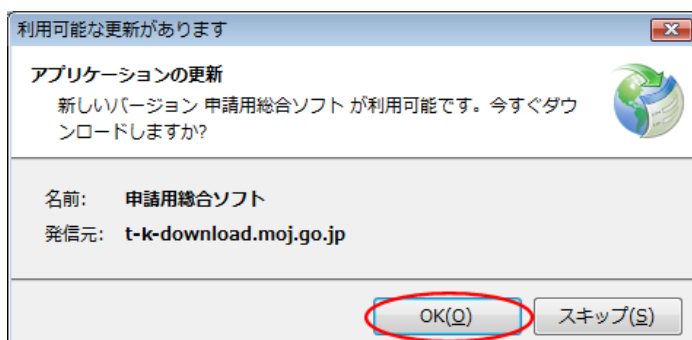 利用可能な更新があります
アプリケーションの更新
新しいバージョン 申請用総合ソフト が利用可能です。今すぐダウ
ンロードしますか?
名前: 申請用総合ソフト
発信元: t-k-download.moj.go.jp
OK(O) スキップ(S)